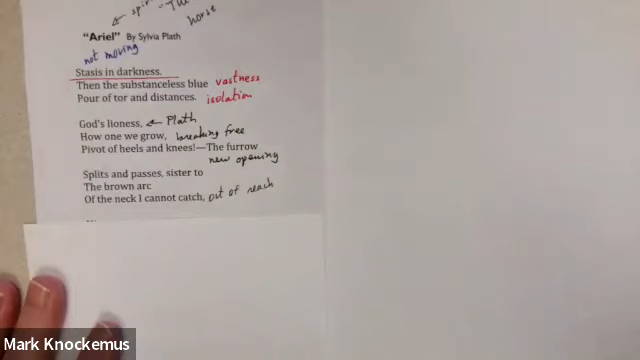 ← spir - The
horse
"Ariel" By Sylvia Plath
not moving
Stasis in darkness.
Then the substanceless blue vastness
Pour of tor and distances. isolation
God's lioness, ← Plath
How one we grow, breaking free
Pivot of heels and knees!—The furrow
new opening
Splits and passes, sister to
The brown arc
Of the neck I cannot catch, out of reach
Mark Knockemus